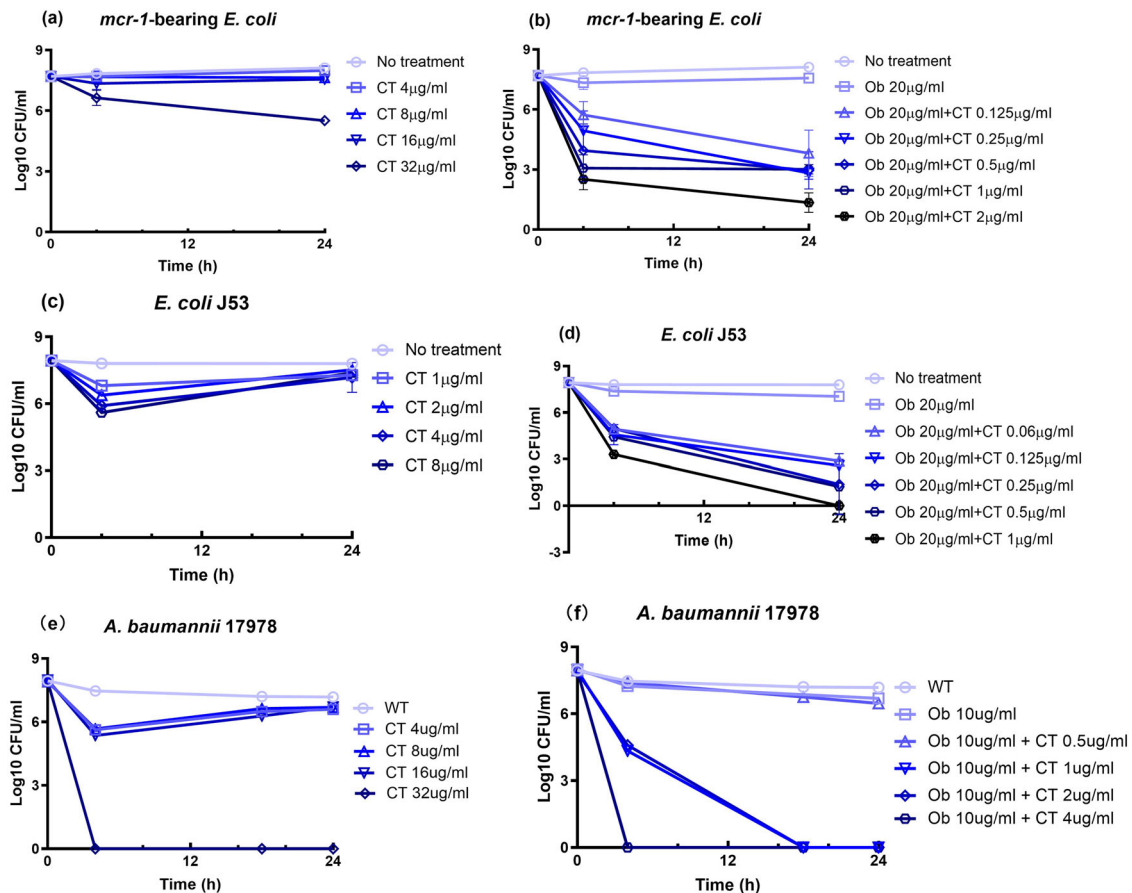 (a)
mcr-1-bearing E. coli
Log10 CFU/ml
9
6
3
0
0
12
24
Time (h)
No treatment
CT 4μg/ml
CT 8μg/ml
CT 16μg/ml
CT 32μg/ml
(b)
mcr-1-bearing E. coli
Log10 CFU/ml
9
6
3
0
0
12
24
Time (h)
No treatment
Ob 20μg/ml
Ob 20μg/ml+CT 0.125μg/ml
Ob 20μg/ml+CT 0.25μg/ml
Ob 20μg/ml+CT 0.5μg/ml
Ob 20μg/ml+CT 1μg/ml
Ob 20μg/ml+CT 2μg/ml
(c)
E. coli J53
Log10 CFU/ml
9
6
3
0
0
12
24
Time (h)
No treatment
CT 1μg/ml
CT 2μg/ml
CT 4μg/ml
CT 8μg/ml
(d)
E. coli J53
Log10 CFU/ml
9
6
3
0
-3
12
24
Time (h)
No treatment
Ob 20μg/ml
Ob 20μg/ml+CT 0.06μg/ml
Ob 20μg/ml+CT 0.125μg/ml
Ob 20μg/ml+CT 0.25μg/ml
Ob 20μg/ml+CT 0.5μg/ml
Ob 20μg/ml+CT 1μg/ml
(e)
A. baumannii 17978
Log10 CFU/ml
9
6
3
0
0
12
24
Time (h)
WT
CT 4ug/ml
CT 8ug/ml
CT 16ug/ml
CT 32ug/ml
(f)
A. baumannii 17978
Log10 CFU/ml
9
6
3
0
0
12
24
Time (h)
WT
Ob 10ug/ml
Ob 10ug/ml + CT 0.5ug/ml
Ob 10ug/ml + CT 1ug/ml
Ob 10ug/ml + CT 2ug/ml
Ob 10ug/ml + CT 4ug/ml